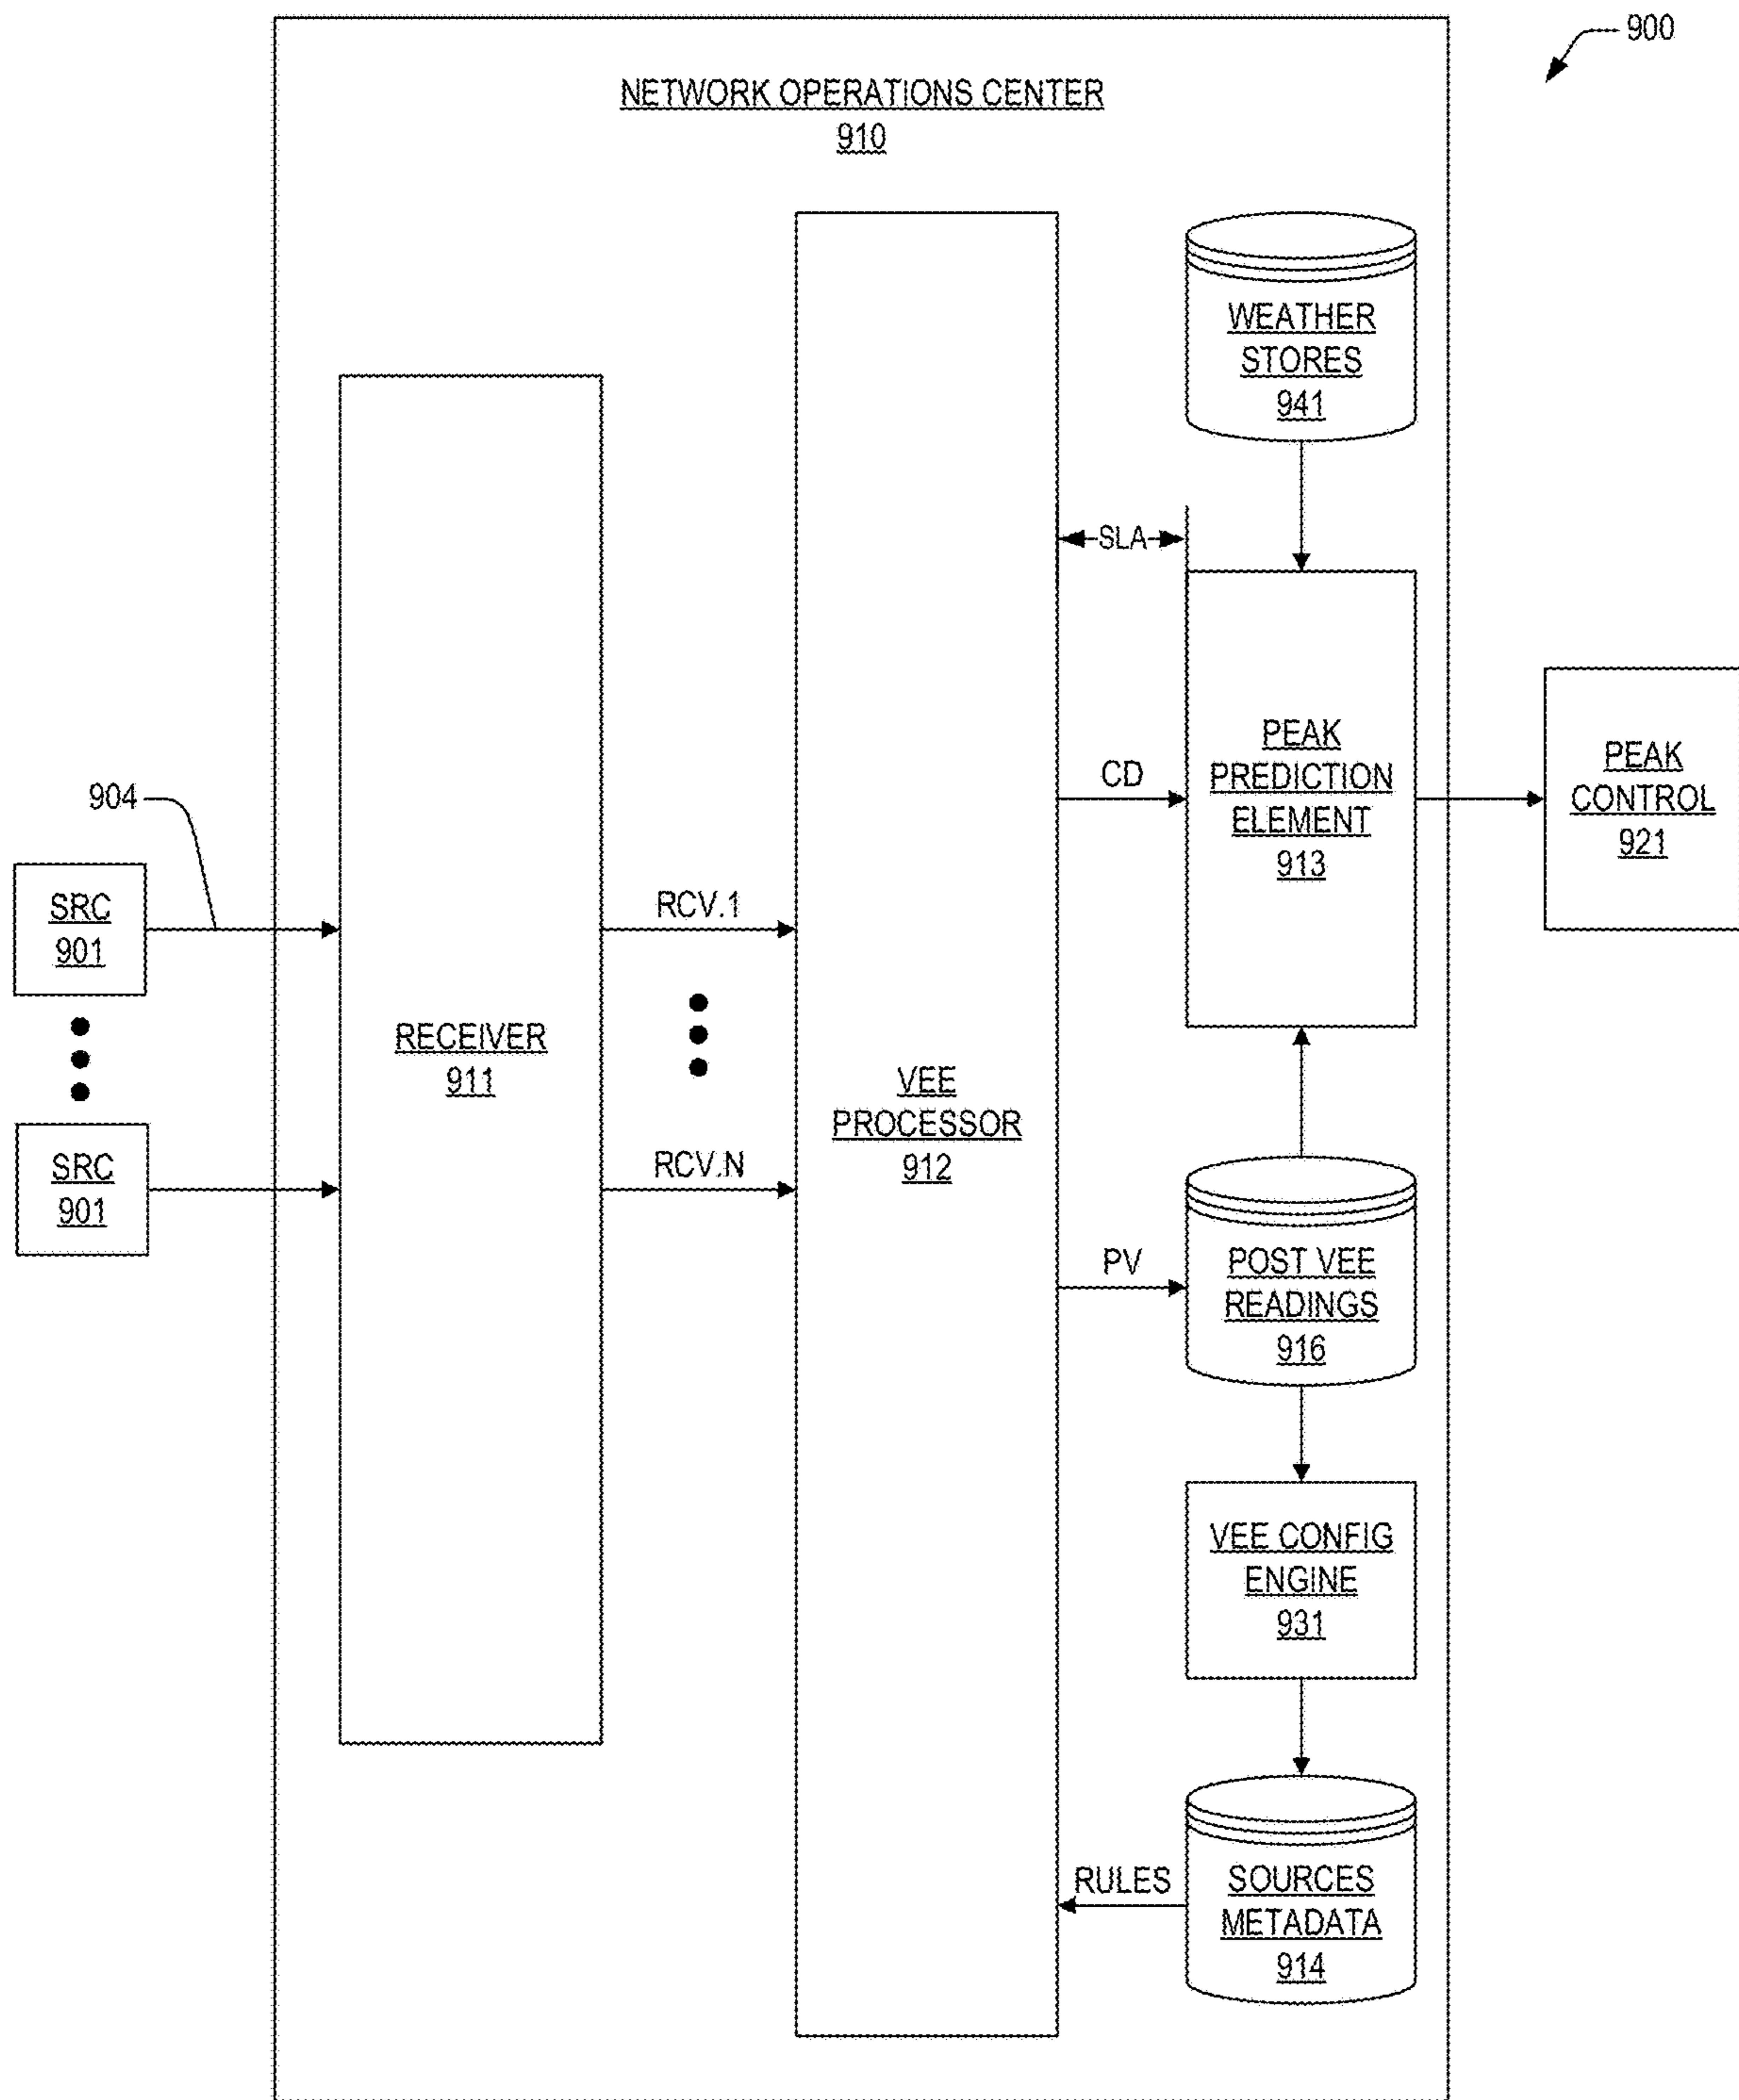 900
NETWORK OPERATIONS CENTER
910
WEATHER
STORES
941
SLA
PEAK
PREDICTION
ELEMENT
913
CD
PEAK
CONTROL
921
904
SRC
901
RCV.1
RECEIVER
911
VEE
PROCESSOR
912
SRC
901
RCV.N
PV
POST VEE
READINGS
916
VEE CONFIG
ENGINE
931
RULES
SOURCES
METADATA
914